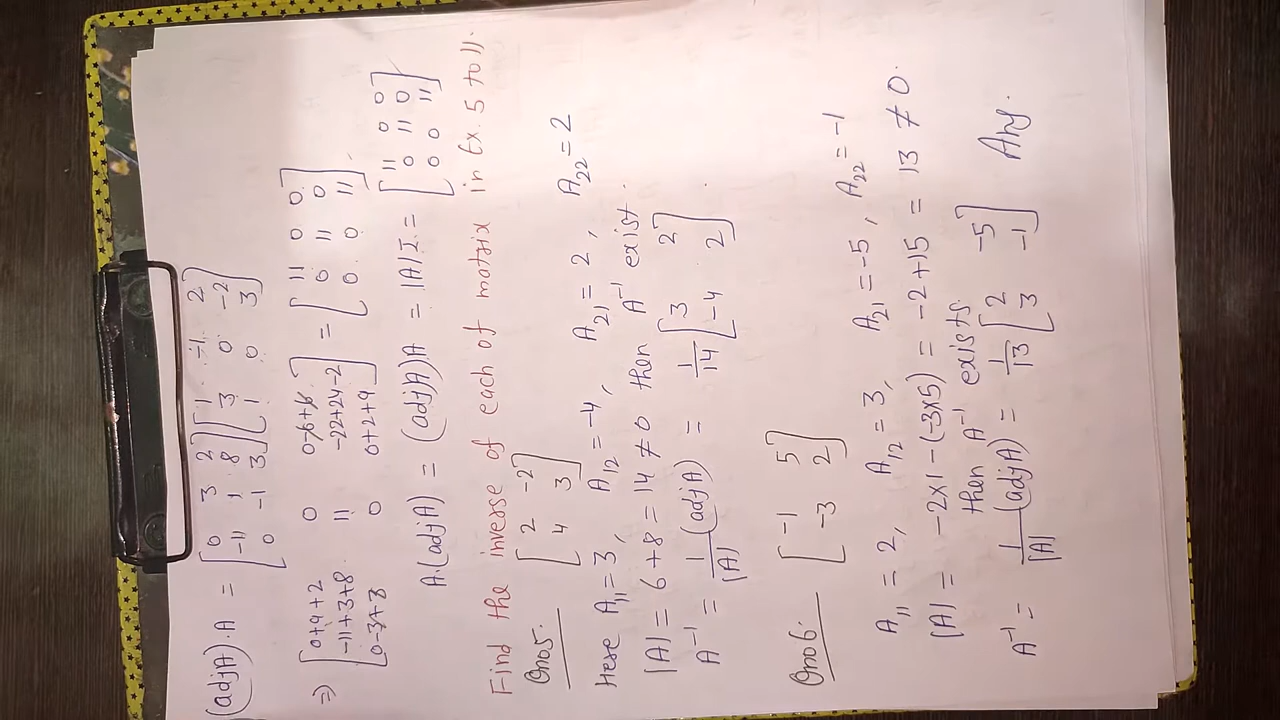 (adjA).A = [0 3 2; -11 1 8; 0 -1 3] [1 -1 2; 3 0 -2; 1 0 3]
⇒ [0+9+2 0 0-6+6; -11+3+8 11 -22+24-2; 0-3+3 0 0+2+9] = [11 0 0; 0 11 0; 0 0 11]
A.(adjA) = (adjA)A = |A|I = [11 0 0; 0 11 0; 0 0 11]
Find the inverse of each of matrix in Ex. 5 to 11.
Qno5. [2 -2; 4 3]
Here A₁₁ = 3, A₁₂ = -4, A₂₁ = 2, A₂₂ = 2
|A| = 6+8 = 14 ≠ 0 then A⁻¹ exist.
A⁻¹ = 1/|A| (adjA) = 1/14 [3 2; -4 2]
Qno6. [-1 5; -3 2]
A₁₁ = 2, A₁₂ = 3, A₂₁ = -5, A₂₂ = -1
|A| = -2x1-(-3x5) = -2+15 = 13 ≠ 0.
then A⁻¹ exists.
A⁻¹ = 1/|A| (adjA) = 1/13 [2 -5; 3 -1] Ans.